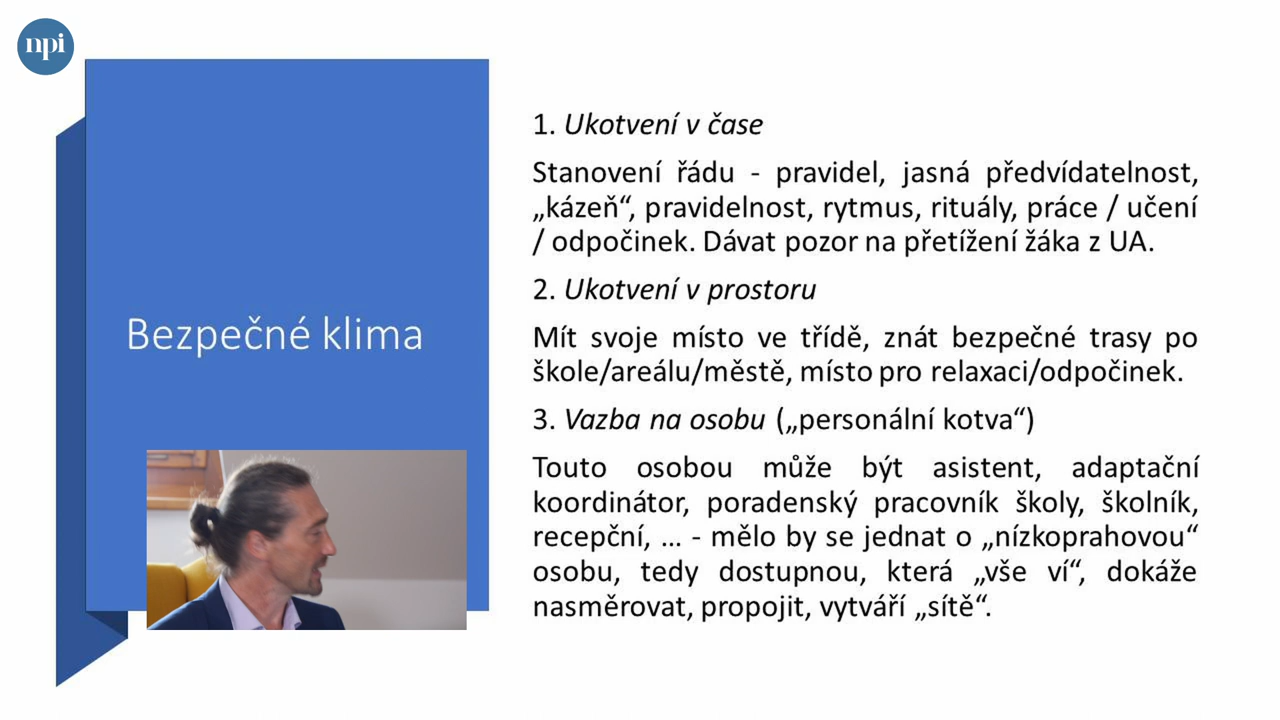 npi
Bezpečné klima
1. Ukotvení v čase
Stanovení řádu - pravidel, jasná předvídatelnost,
„kázeň“, pravidelnost, rytmus, rituály, práce / učení
/ odpočinek. Dávat pozor na přetížení žáka z UA.
2. Ukotvení v prostoru
Mít svoje místo ve třídě, znát bezpečné trasy po
škole/areálu/městě, místo pro relaxaci/odpočinek.
3. Vazba na osobu („personální kotva“)
Touto osobou může být asistent, adaptační
koordinátor, poradenský pracovník školy, školník,
recepční, … - mělo by se jednat o „nízkoprahovou“
osobu, tedy dostupnou, která „vše ví“, dokáže
nasměrovat, propojit, vytváří „sítě“.